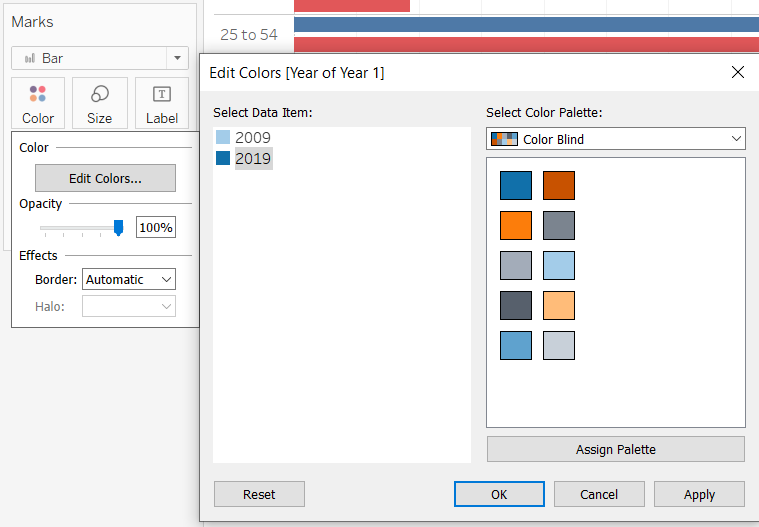 Marks
Bar
Color Size Label
Color
Edit Colors...
Opacity
100%
Effects
Border: Automatic
Halo:
25 to 54
Edit Colors [Year of Year 1]
Select Data Item:
2009
2019
Select Color Palette:
Color Blind
Assign Palette
Reset OK Cancel Apply